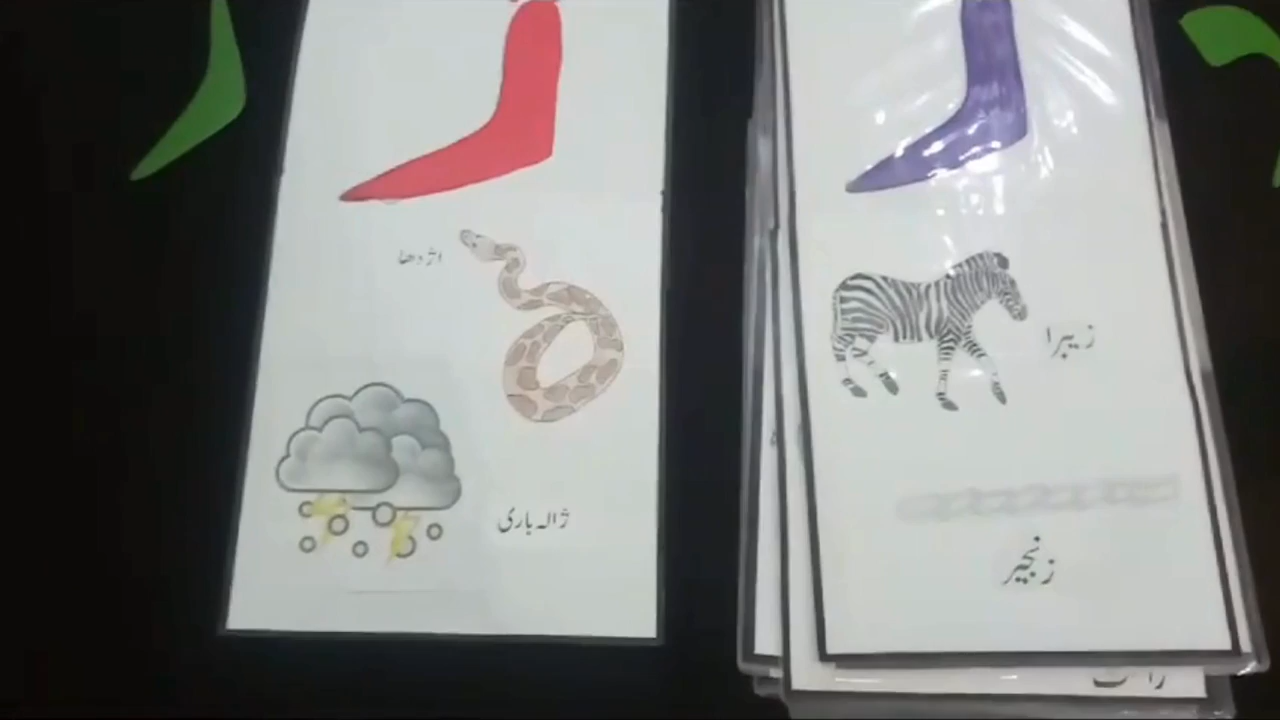 اژدھا
ژالہ باری
زیبرا
زنجیر